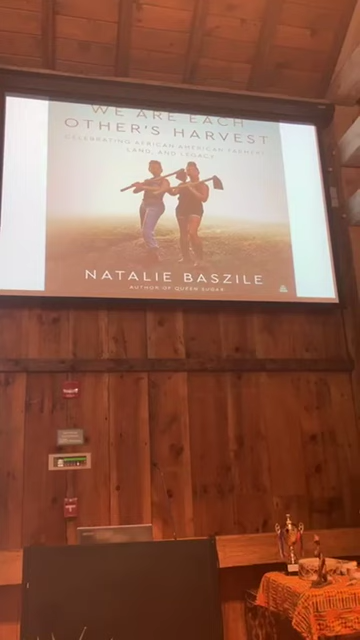 WE ARE EACH
OTHER'S HARVEST
CELEBRATING AFRICAN AMERICAN FARMERS,
LAND, AND LEGACY
NATALIE BASZILE
AUTHOR OF QUEEN SUGAR